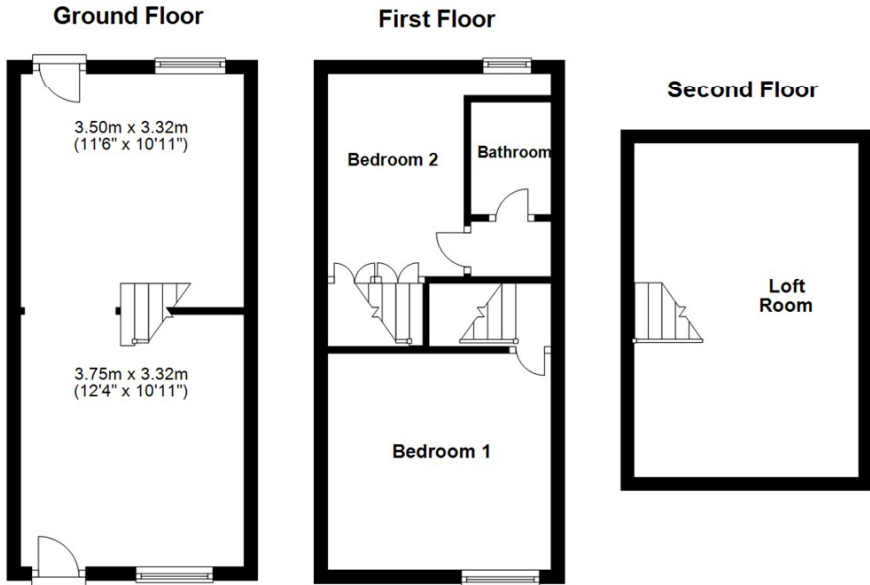 Ground Floor
3.50m x 3.32m
(11'6" x 10'11")
3.75m x 3.32m
(12'4" x 10'11")
First Floor
Bedroom 2
Bathroom
Bedroom 1
Second Floor
Loft
Room